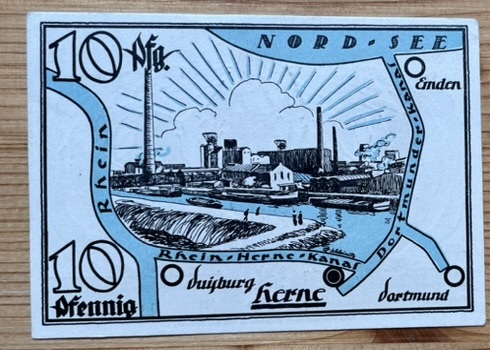 10 Pfg.
NORD-SEE
Emden
Rhein
Dortmunder-Kanal
Rhein-Herne-Kanal
Duisburg
Herne
Dortmund
10
Pfennig